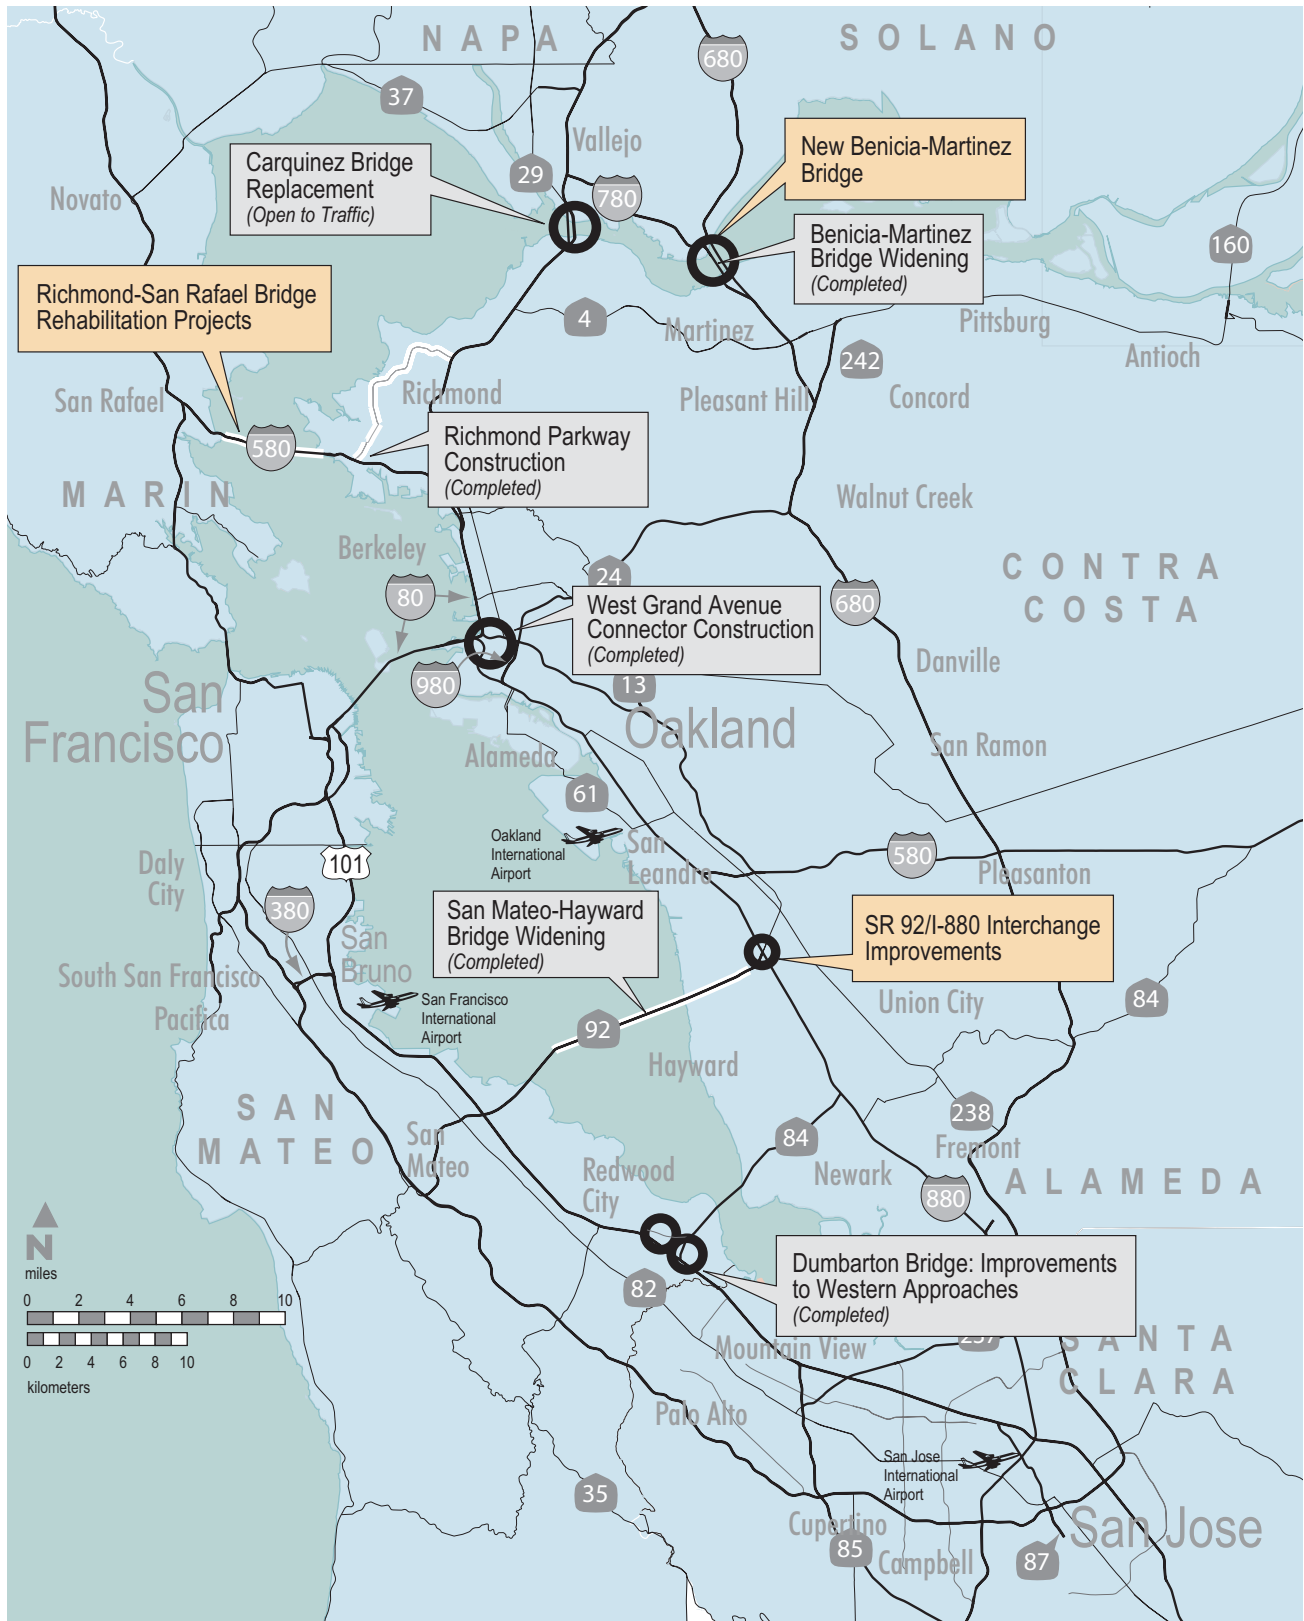 NAPA
SOLANO
680
37
Vallejo
New Benicia-Martinez
Bridge
Carquinez Bridge
Replacement
(Open to Traffic)
29
780
Novato
Benicia-Martinez
Bridge Widening
(Completed)
160
Richmond-San Rafael Bridge
Rehabilitation Projects
4
Martinez
Pittsburg
Antioch
242
San Rafael
Richmond
Pleasant Hill
Concord
580
Richmond Parkway
Construction
(Completed)
MARIN
Walnut Creek
Berkeley
CONTRA
COSTA
24
80
680
West Grand Avenue
Connector Construction
(Completed)
Danville
980
13
San
Francisco
Oakland
San Ramon
Alameda
61
Oakland
International
Airport
San
Leandro
580
Pleasanton
Daly
City
101
380
San Mateo-Hayward
Bridge Widening
(Completed)
SR 92/I-880 Interchange
Improvements
San
Bruno
South San Francisco
Pacifica
San Francisco
International
Airport
Union City
84
92
Hayward
SAN
MATEO
238
Fremont
San
Mateo
84
Redwood
City
Newark
880
ALAMEDA
N
miles
0 2 4 6 8 10
0 2 4 6 8 10
kilometers
Dumbarton Bridge: Improvements
to Western Approaches
(Completed)
82
237
Mountain View
SANTA
CLARA
Palo Alto
San Jose
International
Airport
35
Cupertino
85
Campbell
87
San Jose